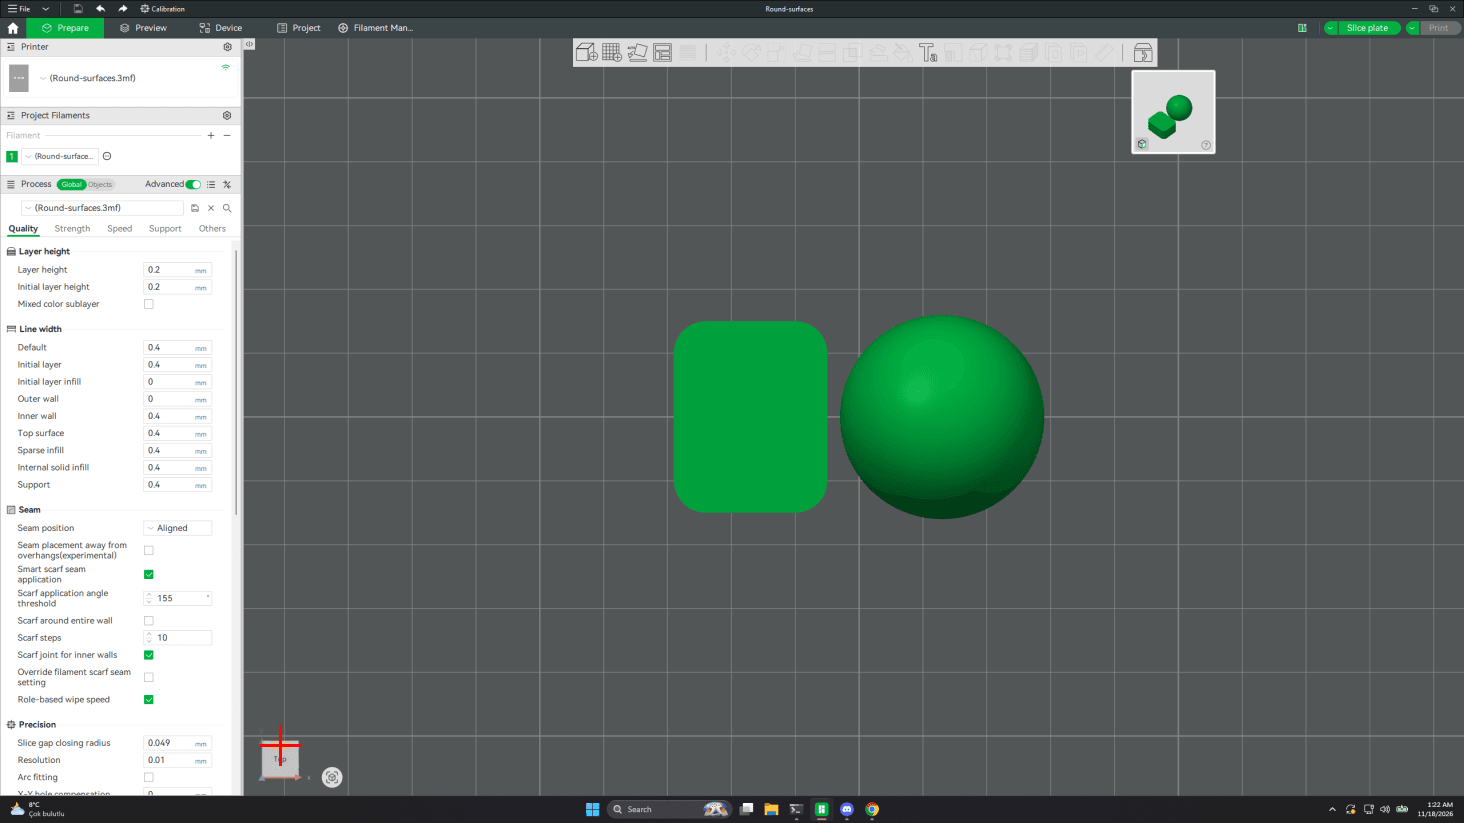 File
Calibration
Round-surfaces
Prepare
Preview
Device
Project
Filament Man...
Slice plate
Print
Printer
(Round-surfaces.3mf)
Project Filaments
Filament
1
(Round-surface...
Process
Global
Objects
Advanced
(Round-surfaces.3mf)
Quality
Strength
Speed
Support
Others
Layer height
Layer height
0.2 mm
Initial layer height
0.2 mm
Mixed color sublayer
Line width
Default
0.4 mm
Initial layer
0.4 mm
Initial layer infill
0 mm
Outer wall
0 mm
Inner wall
0.4 mm
Top surface
0.4 mm
Sparse infill
0.4 mm
Internal solid infill
0.4 mm
Support
0.4 mm
Seam
Seam position
Aligned
Seam placement away from
overhangs(experimental)
Smart scarf seam
application
Scarf application angle
threshold
155 °
Scarf around entire wall
Scarf steps
10
Scarf joint for inner walls
Override filament scarf seam
setting
Role-based wipe speed
Precision
Slice gap closing radius
0.049 mm
Resolution
0.01 mm
Arc fitting
X-Y hole compensation
0 mm
Top
x
8°C
Çok bulutlu
Search
1:22 AM
11/18/2026